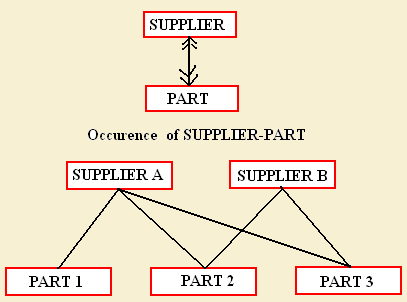 SUPPLIER
PART
Occurence of SUPPLIER-PART
SUPPLIER A
SUPPLIER B
PART 1
PART 2
PART 3